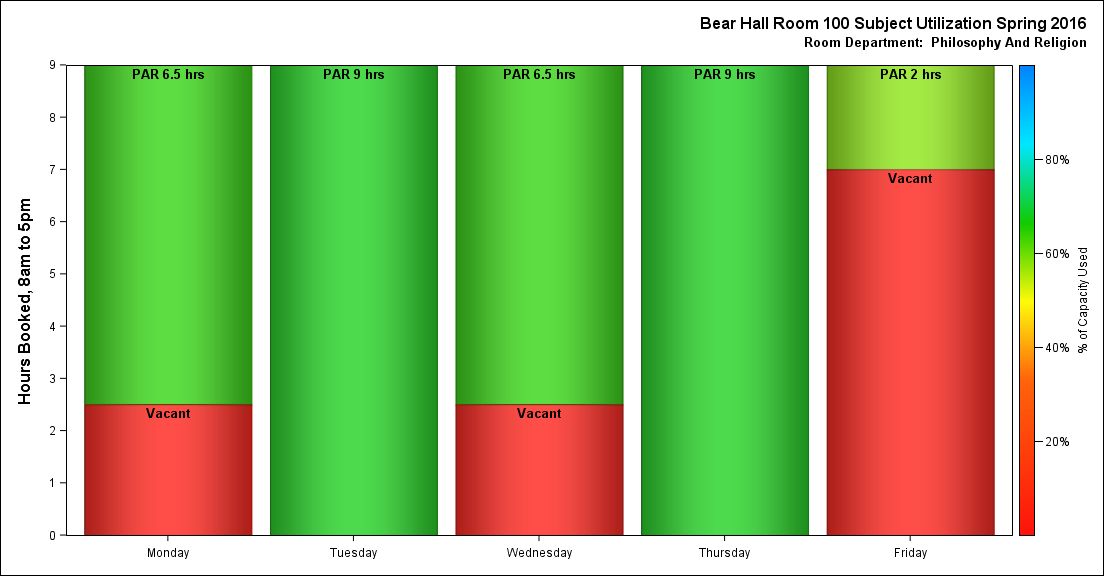 Bear Hall Room 100 Subject Utilization Spring 2016
Room Department:  Philosophy And Religion
Hours Booked, 8am to 5pm
9
8
7
6
5
4
3
2
1
0
PAR 6.5 hrs
Vacant
PAR 9 hrs
PAR 6.5 hrs
Vacant
PAR 9 hrs
PAR 2 hrs
Vacant
Monday
Tuesday
Wednesday
Thursday
Friday
80%
60%
40%
20%
% of Capacity Used